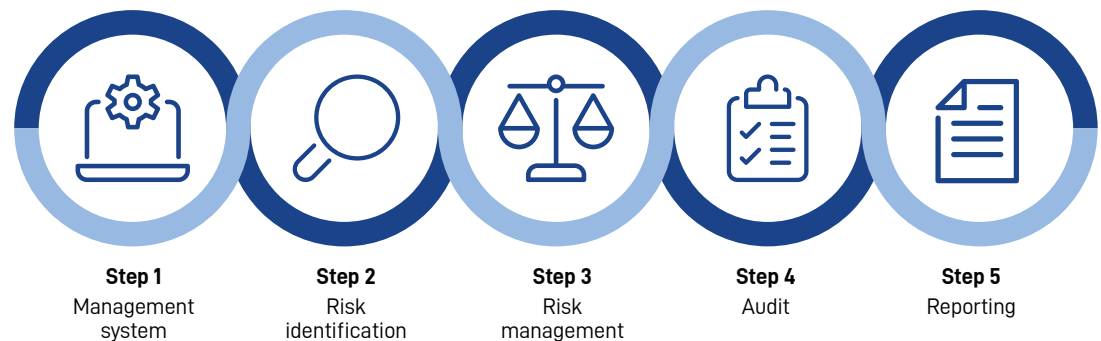 Step 1
Management
system
Step 2
Risk
identification
Step 3
Risk
management
Step 4
Audit
Step 5
Reporting